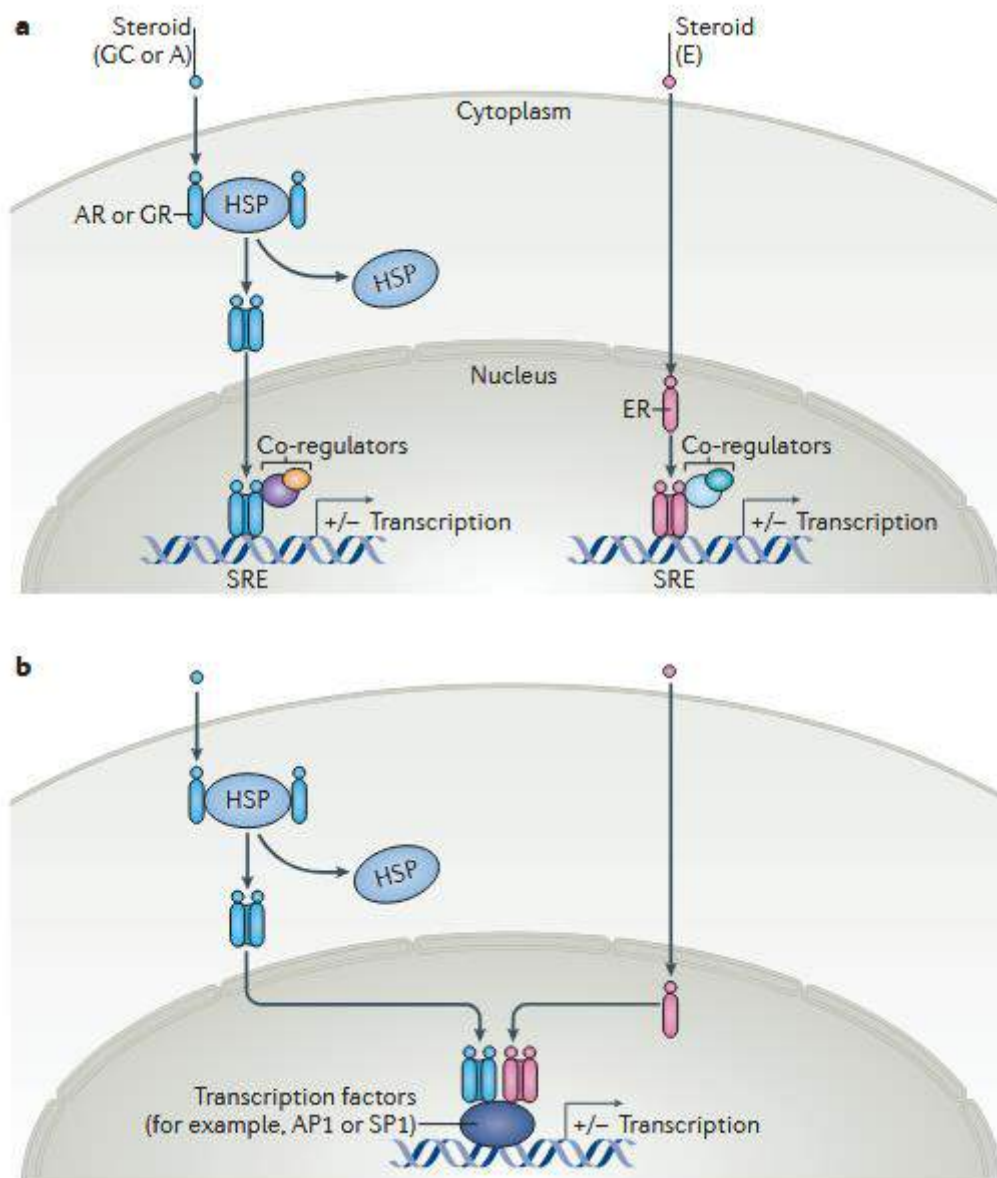 a
Steroid
(GC or A)
Steroid
(E)
Cytoplasm
AR or GR
HSP
HSP
Nucleus
ER
Co-regulators
Co-regulators
+/– Transcription
+/– Transcription
SRE
SRE
b
HSP
HSP
Transcription factors
(for example, AP1 or SP1)
+/– Transcription